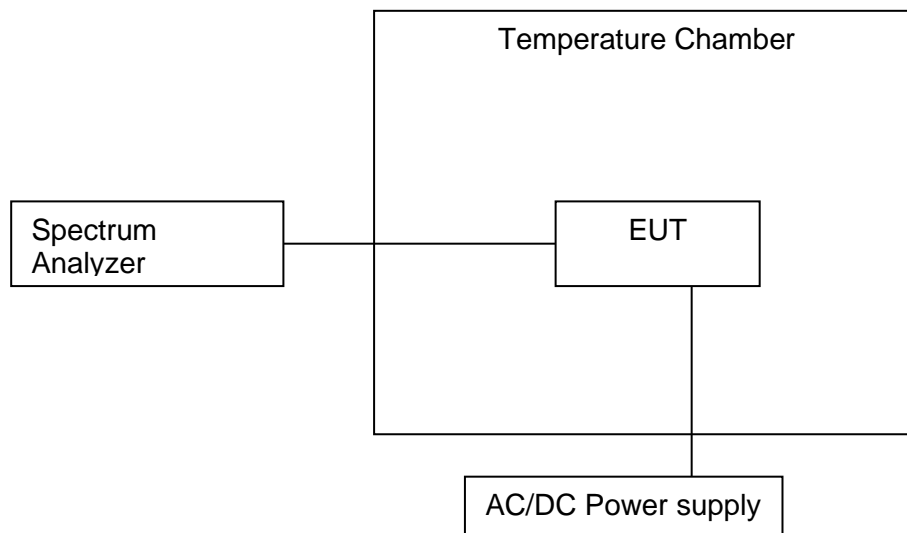 Temperature Chamber
Spectrum
Analyzer
EUT
AC/DC Power supply